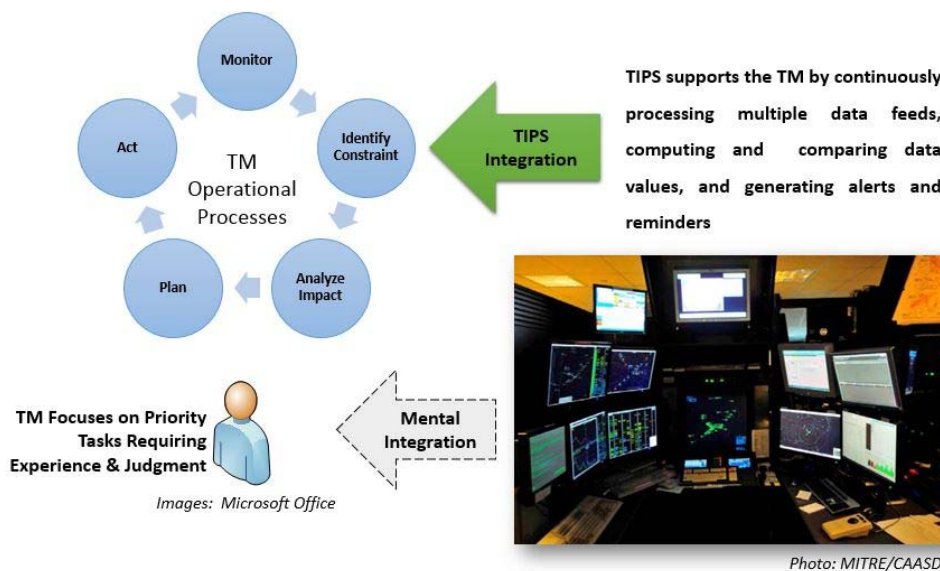 Monitor
Identify
Constraint
Analyze
Impact
Plan
Act
TM
Operational
Processes
TIPS
Integration
TIPS supports the TM by continuously
processing multiple data feeds,
computing and comparing data
values, and generating alerts and
reminders
TM Focuses on Priority
Tasks Requiring
Experience & Judgment
Mental
Integration
Images: Microsoft Office
Photo: MITRE/CAASD